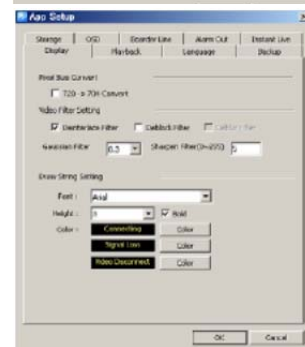 App Setup
Storage OSD Boarder Line Alarm Out Instant Live
Display Playback Language Backup
Pixel Size Convert
720 -> 704 Convert
Video Filter Setting
Deinterlace Filter Deblock Filter
Gaussian Filter 0.3 Sharpen Filter(0~255) 5
Draw String Setting
Font : Arial
Height : Bold
Color : Connecting Color
Signal Loss Color
Video Disconnect Color
OK Cancel